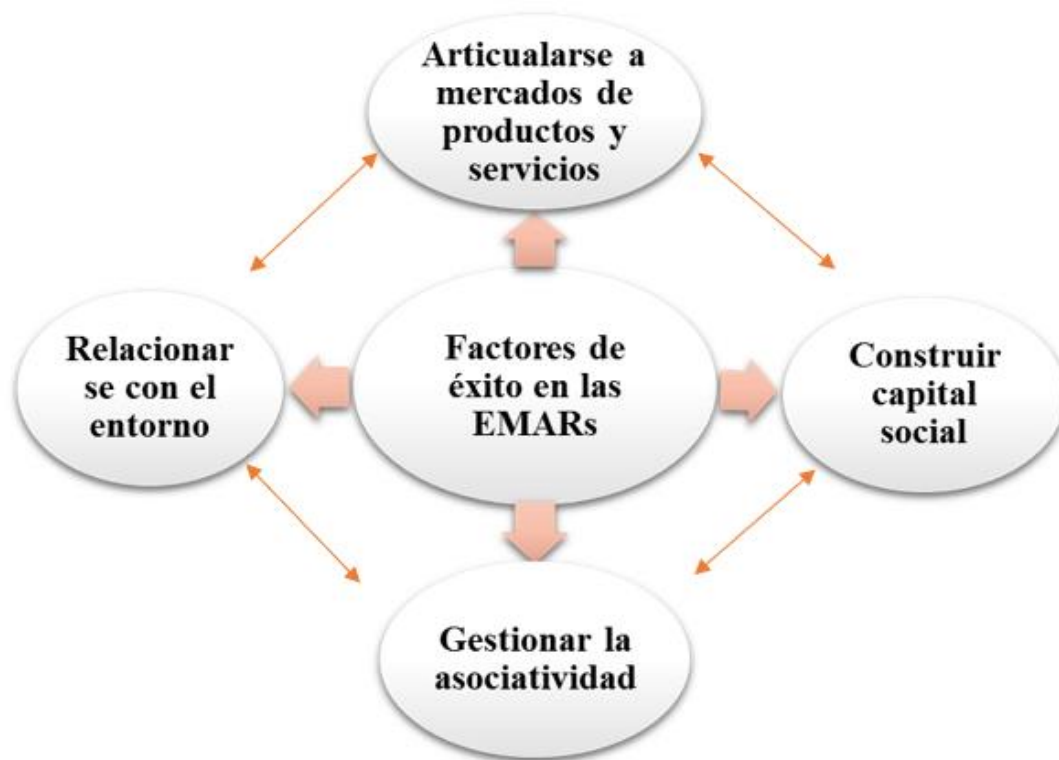 Articualarse a
mercados de
productos y
servicios
Relacionar
se con el
entorno
Factores de
éxito en las
EMARs
Construir
capital
social
Gestionar la
asociatividad